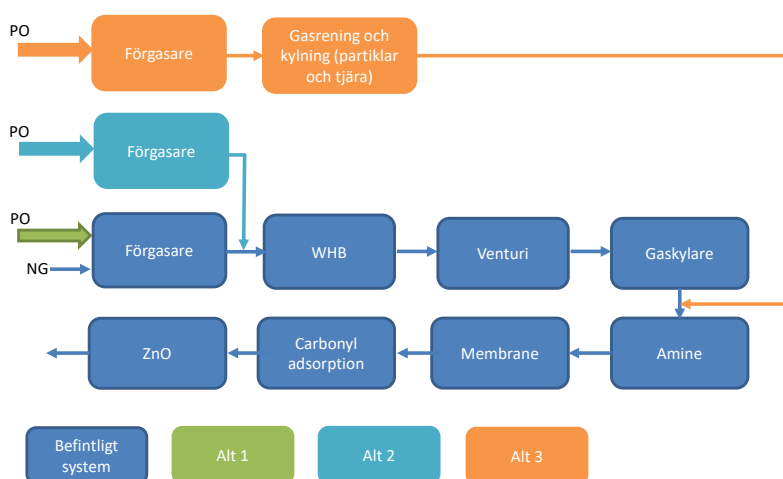 PO
Förgasare
Gasrening och
kylning (partiklar
och tjära)
PO
Förgasare
PO
NG
Förgasare
WHB
Venturi
Gaskylare
ZnO
Carbonyl
adsorption
Membrane
Amine
Befintligt
system
Alt 1
Alt 2
Alt 3